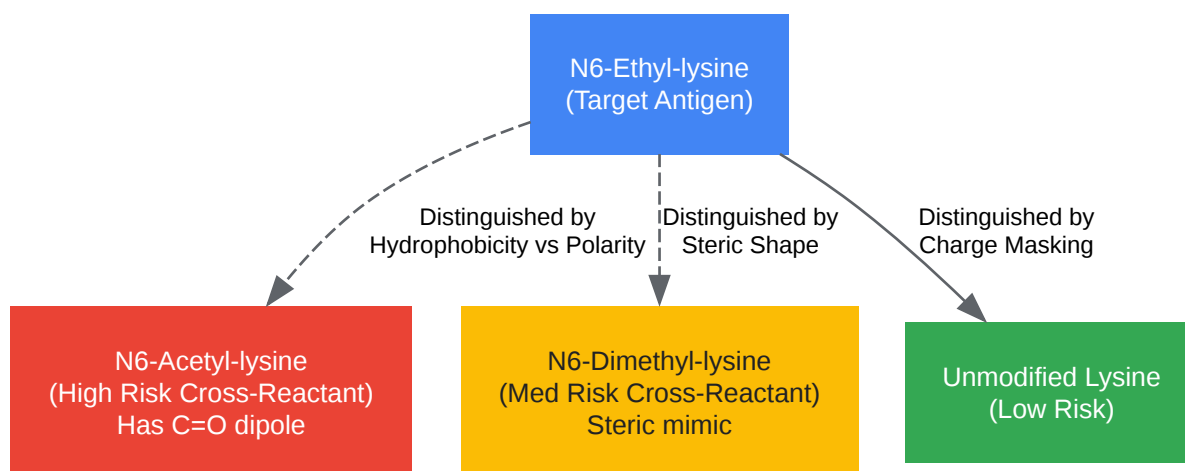 N6-Ethyl-lysine
(Target Antigen)
Distinguished by
Hydrophobicity vs Polarity
Distinguished by
Steric Shape
Distinguished by
Charge Masking
N6-Acetyl-lysine
(High Risk Cross-Reactant)
Has C=O dipole
N6-Dimethyl-lysine
(Med Risk Cross-Reactant)
Steric mimic
Unmodified Lysine
(Low Risk)